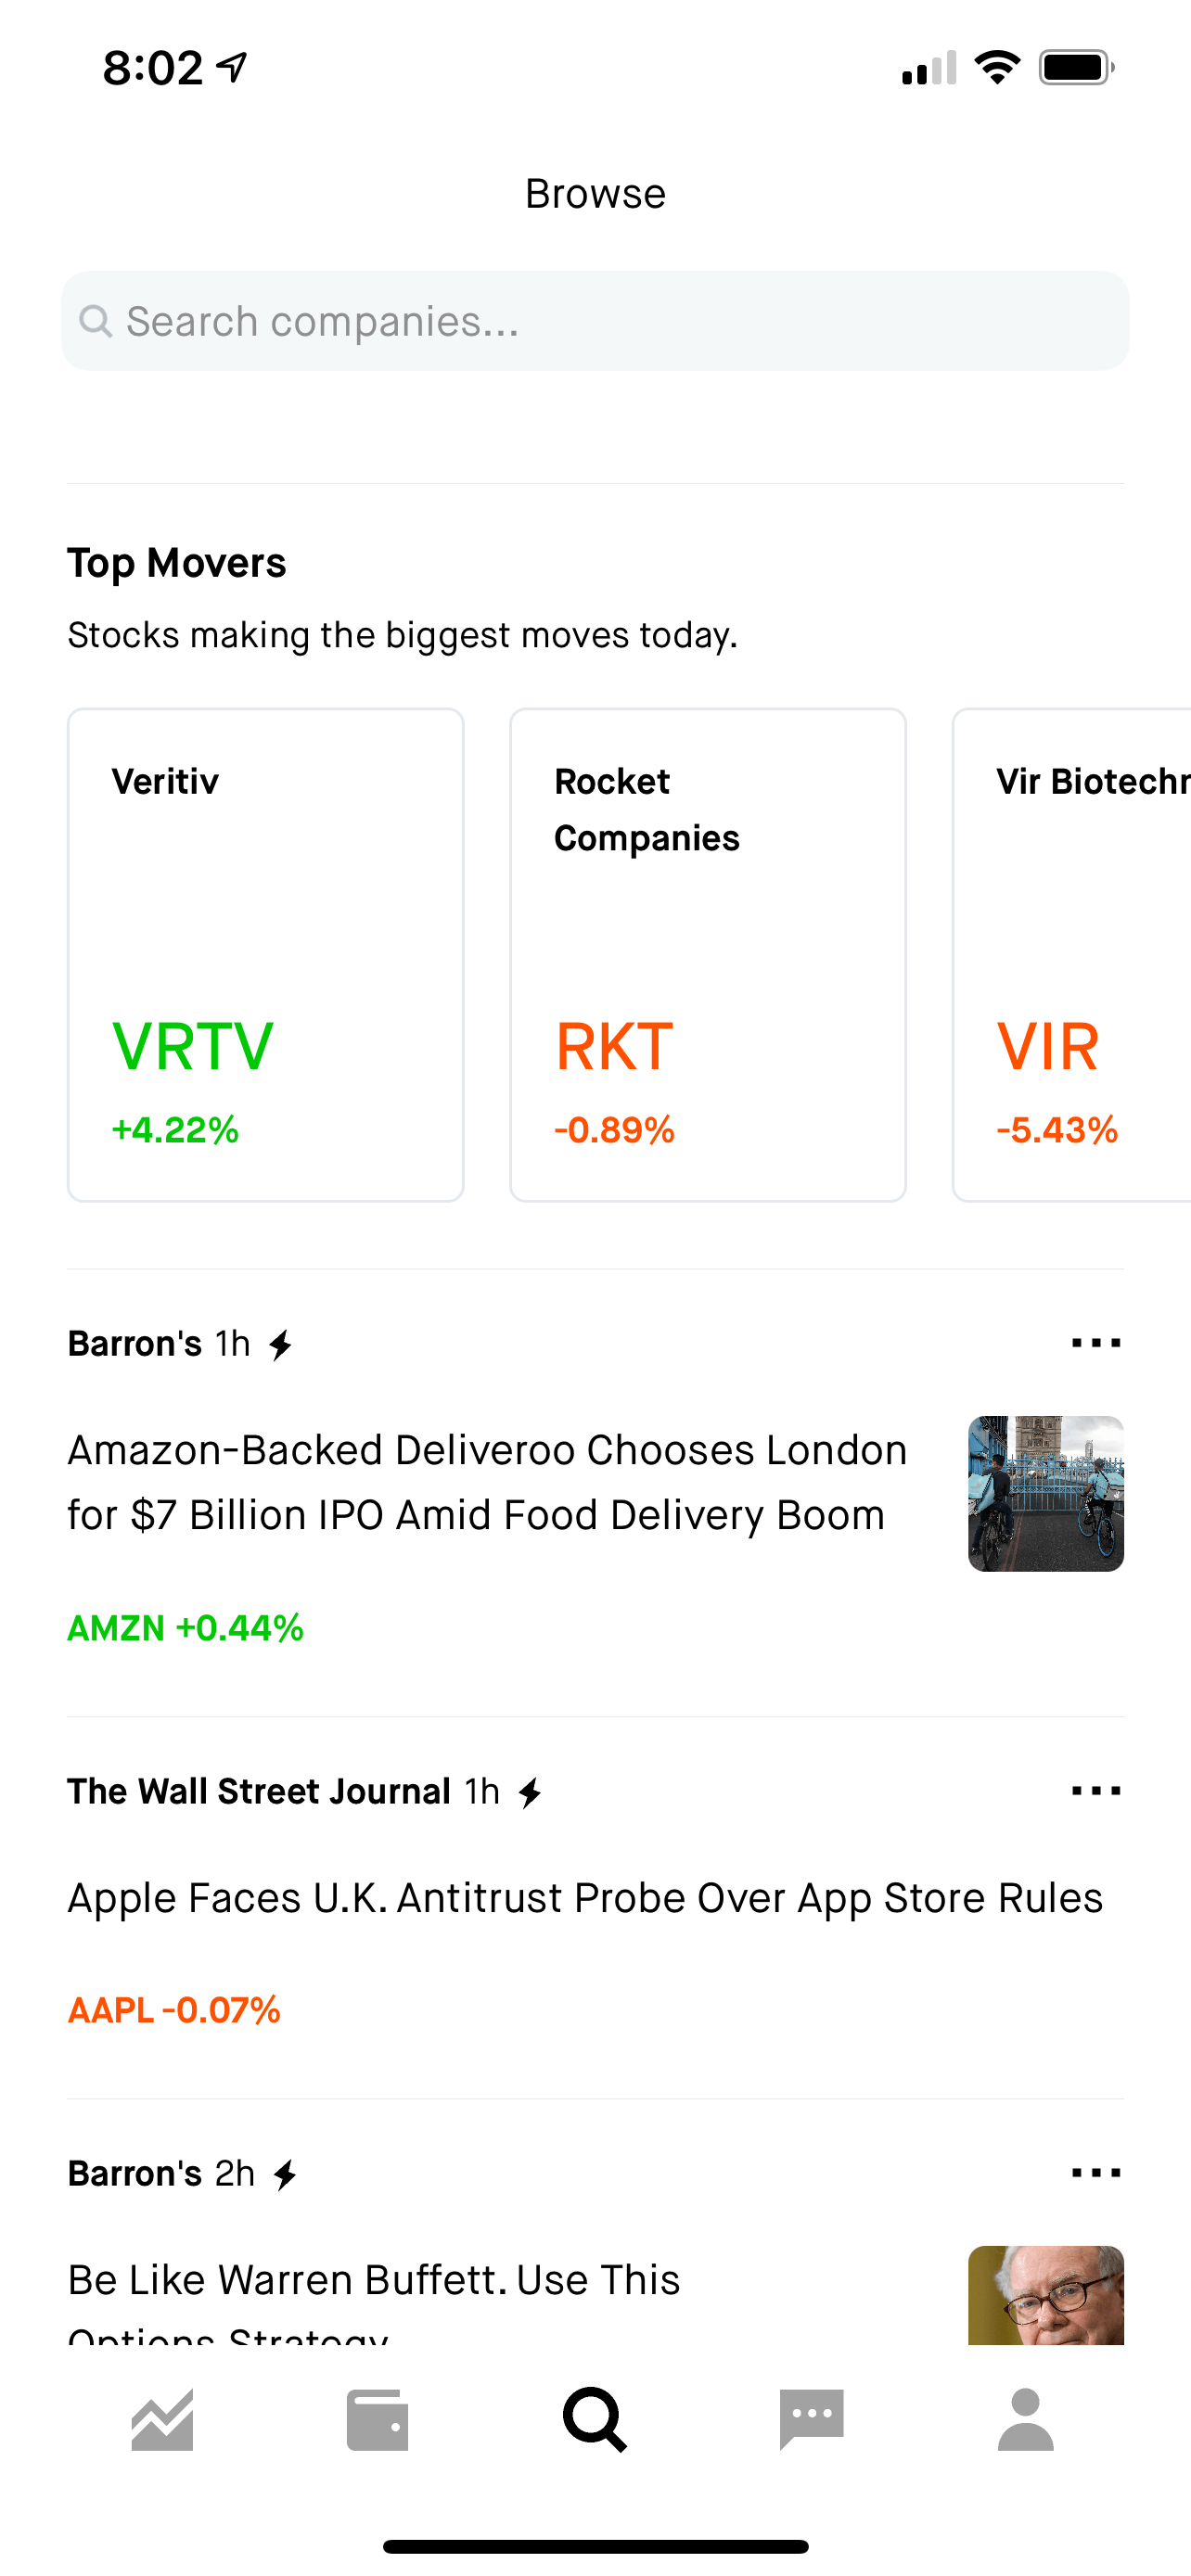 8:02
Browse
Search companies...
Top Movers
Stocks making the biggest moves today.
Veritiv
VRTV
+4.22%
Rocket
Companies
RKT
-0.89%
Vir Biotechn
VIR
-5.43%
Barron's 1h
Amazon-Backed Deliveroo Chooses London
for $7 Billion IPO Amid Food Delivery Boom
AMZN +0.44%
The Wall Street Journal 1h
Apple Faces U.K. Antitrust Probe Over App Store Rules
AAPL -0.07%
Barron's 2h
Be Like Warren Buffett. Use This
Options Strategy